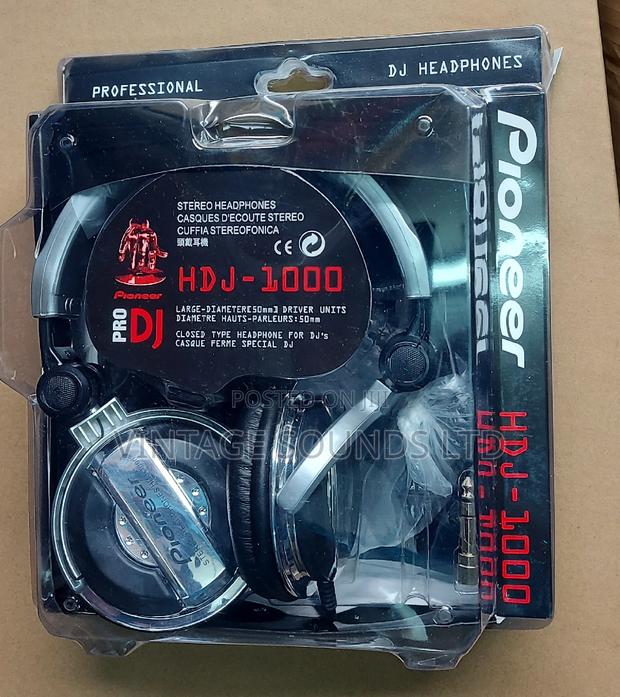 PROFESSIONAL
DJ HEADPHONES
STEREO HEADPHONES
CASQUES D'ECOUTE STEREO
CUFFIA STEREOFONICA
頭戴耳機
CE
HDJ-1000
Pioneer
PRO DJ
LARGE-DIAMETER[50mm] DRIVER UNITS
DIAMETRE HAUTS-PARLEURS:50mm
CLOSED TYPE HEADPHONE FOR DJ's
CASQUE FERME SPECIAL DJ
POSTED ON
VINTAGE SOUNDS LTD
Pioneer
Pioneer
HDJ-1000